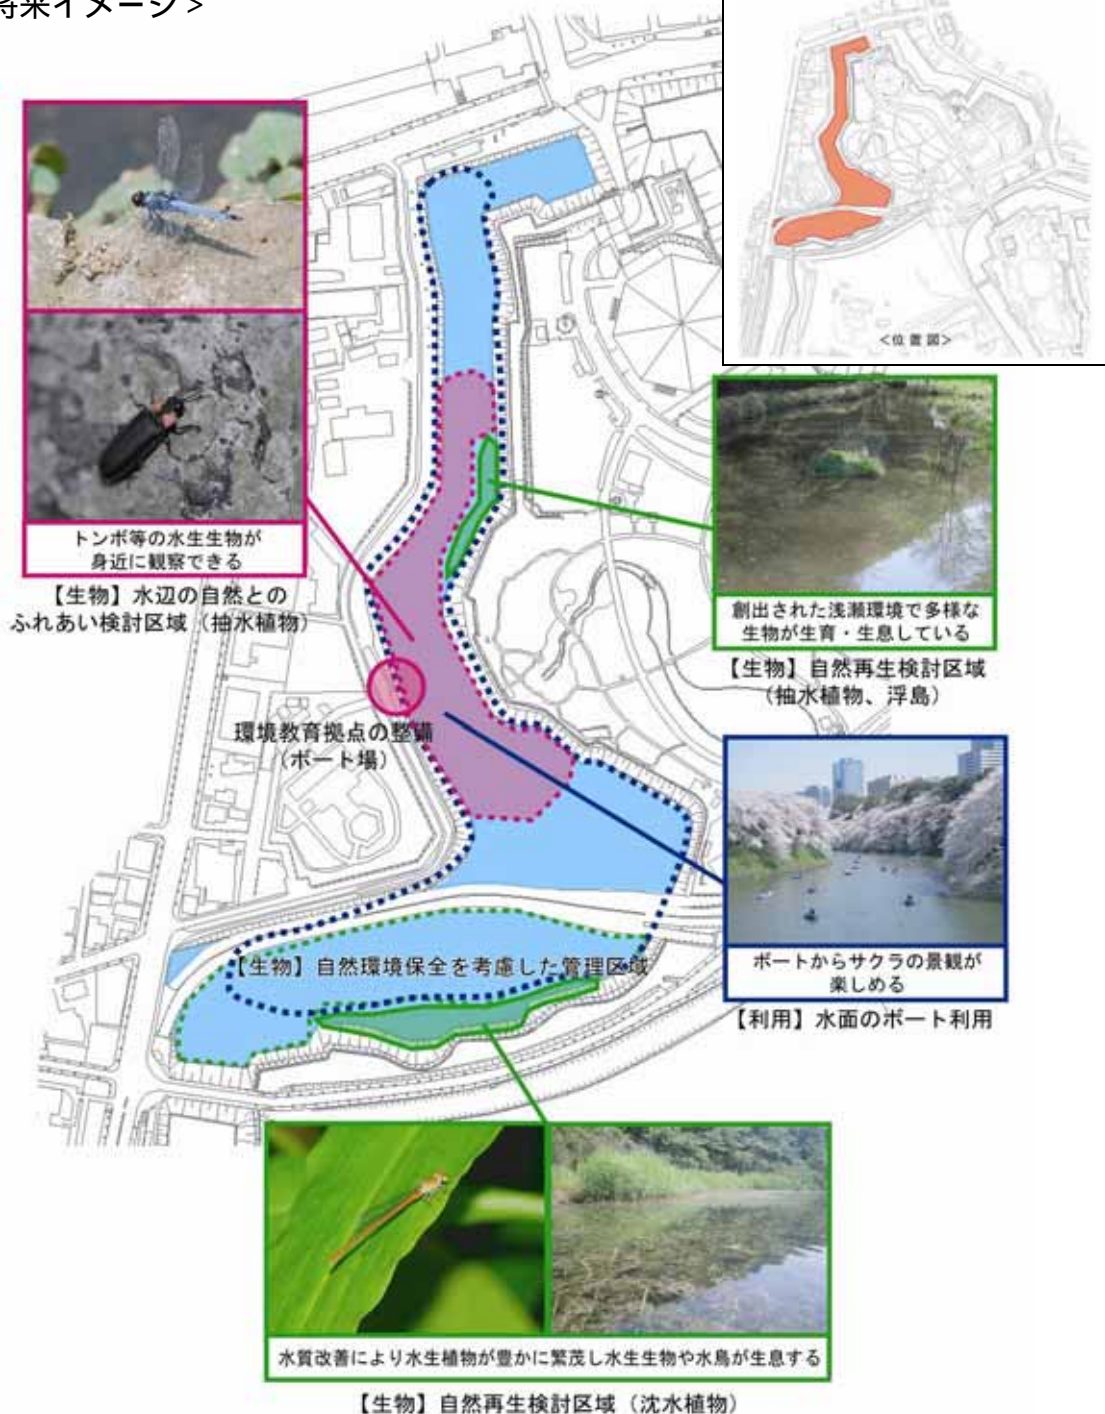 将来イメージ>
<位置図>
トンボ等の水生生物が
身近に観察できる
【生物】水辺の自然との
ふれあい検討区域（抽水植物）
創出された浅瀬環境で多様な
生物が生育・生息している
【生物】自然再生検討区域
（抽水植物、浮島）
環境教育拠点の整備
（ボート場）
ボートからサクラの景観が
楽しめる
【利用】水面のボート利用
【生物】自然環境保全を考慮した管理区域
水質改善により水生植物が豊かに繁茂し水生生物や水鳥が生息する
【生物】自然再生検討区域（沈水植物）